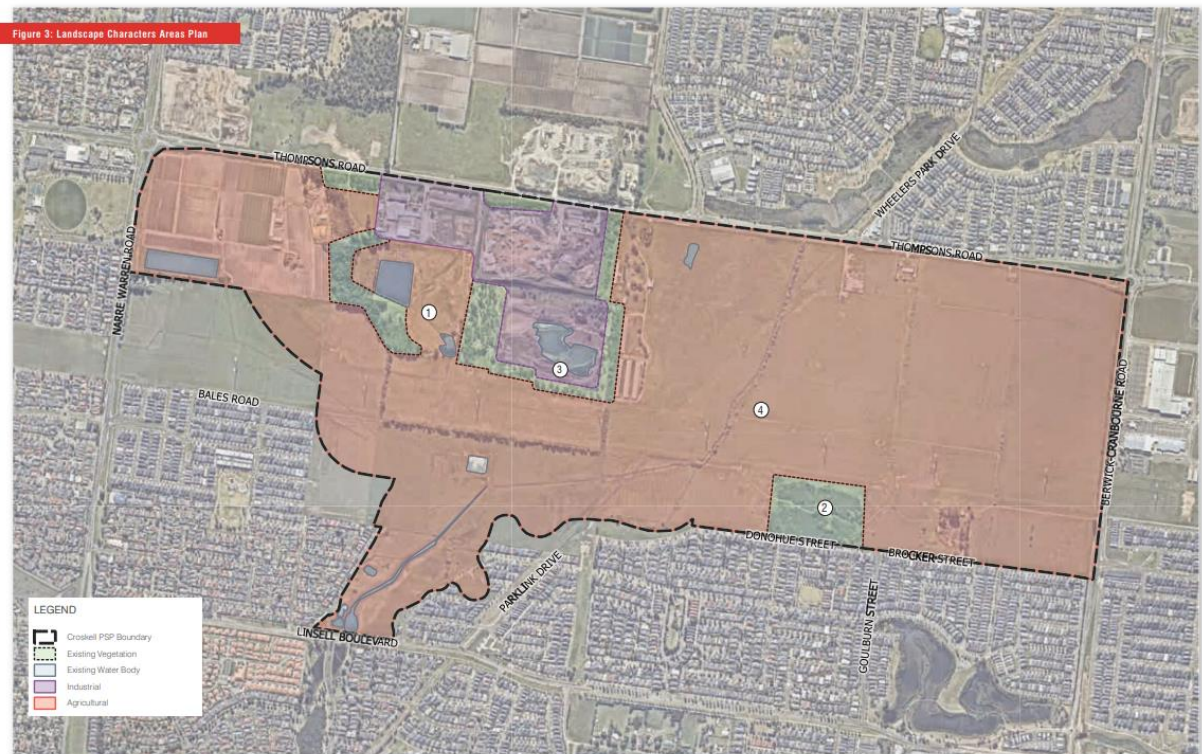 Figure 3: Landscape Characters Areas Plan
THOMPSONS ROAD
WHEELERS PARK DRIVE
THOMPSONS ROAD
NARRE WARREN ROAD
1
3
4
BERWICK-CRANBOURNE ROAD
BALES ROAD
2
DONOHUE STREET
BROCKER STREET
PARKLINK DRIVE
GOULBURN STREET
LINSELL BOULEVARD
LEGEND
Croskell PSP Boundary
Existing Vegetation
Existing Water Body
Industrial
Agricultural